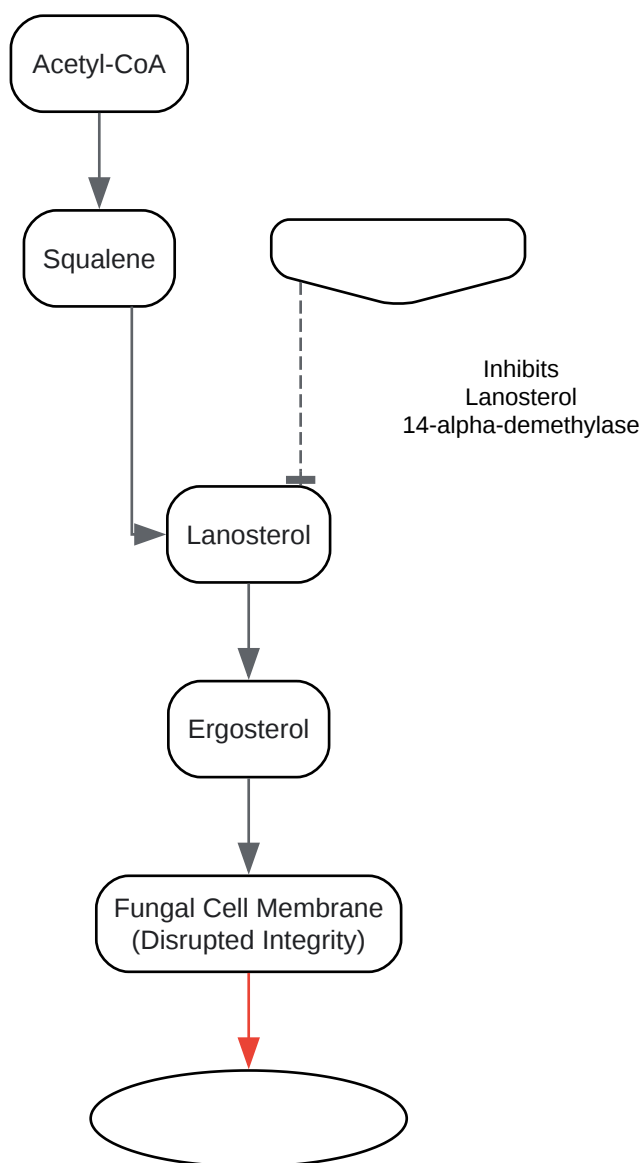 Acetyl-CoA
Squalene
Inhibits
Lanosterol
14-alpha-demethylase
Lanosterol
Ergosterol
Fungal Cell Membrane
(Disrupted Integrity)